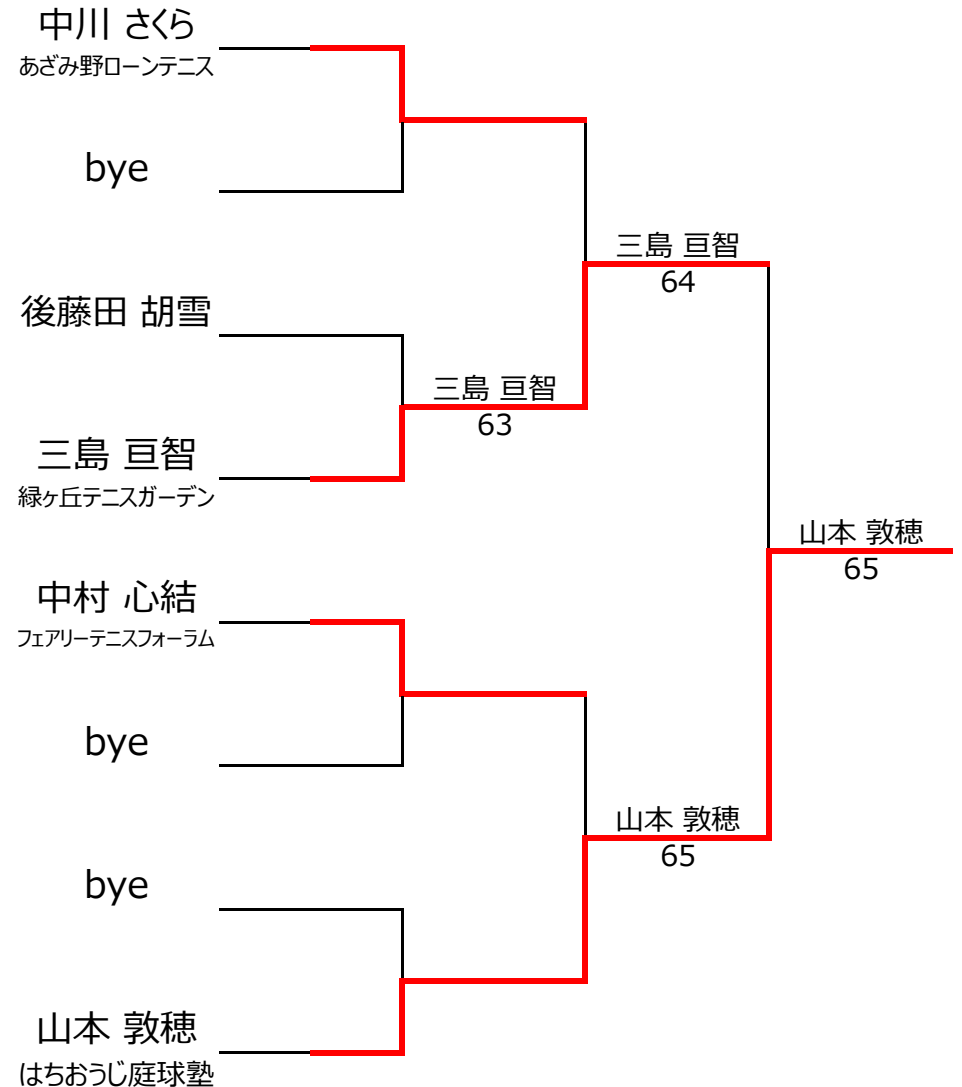 中川 さくら
あざみ野ローンテニス
bye
三島 亘智
64
後藤田 胡雪
三島 亘智
63
三島 亘智
緑ヶ丘テニスガーデン
山本 敦穂
65
中村 心結
フェアリーテニスフォーラム
bye
山本 敦穂
65
bye
山本 敦穂
はちおうじ庭球塾